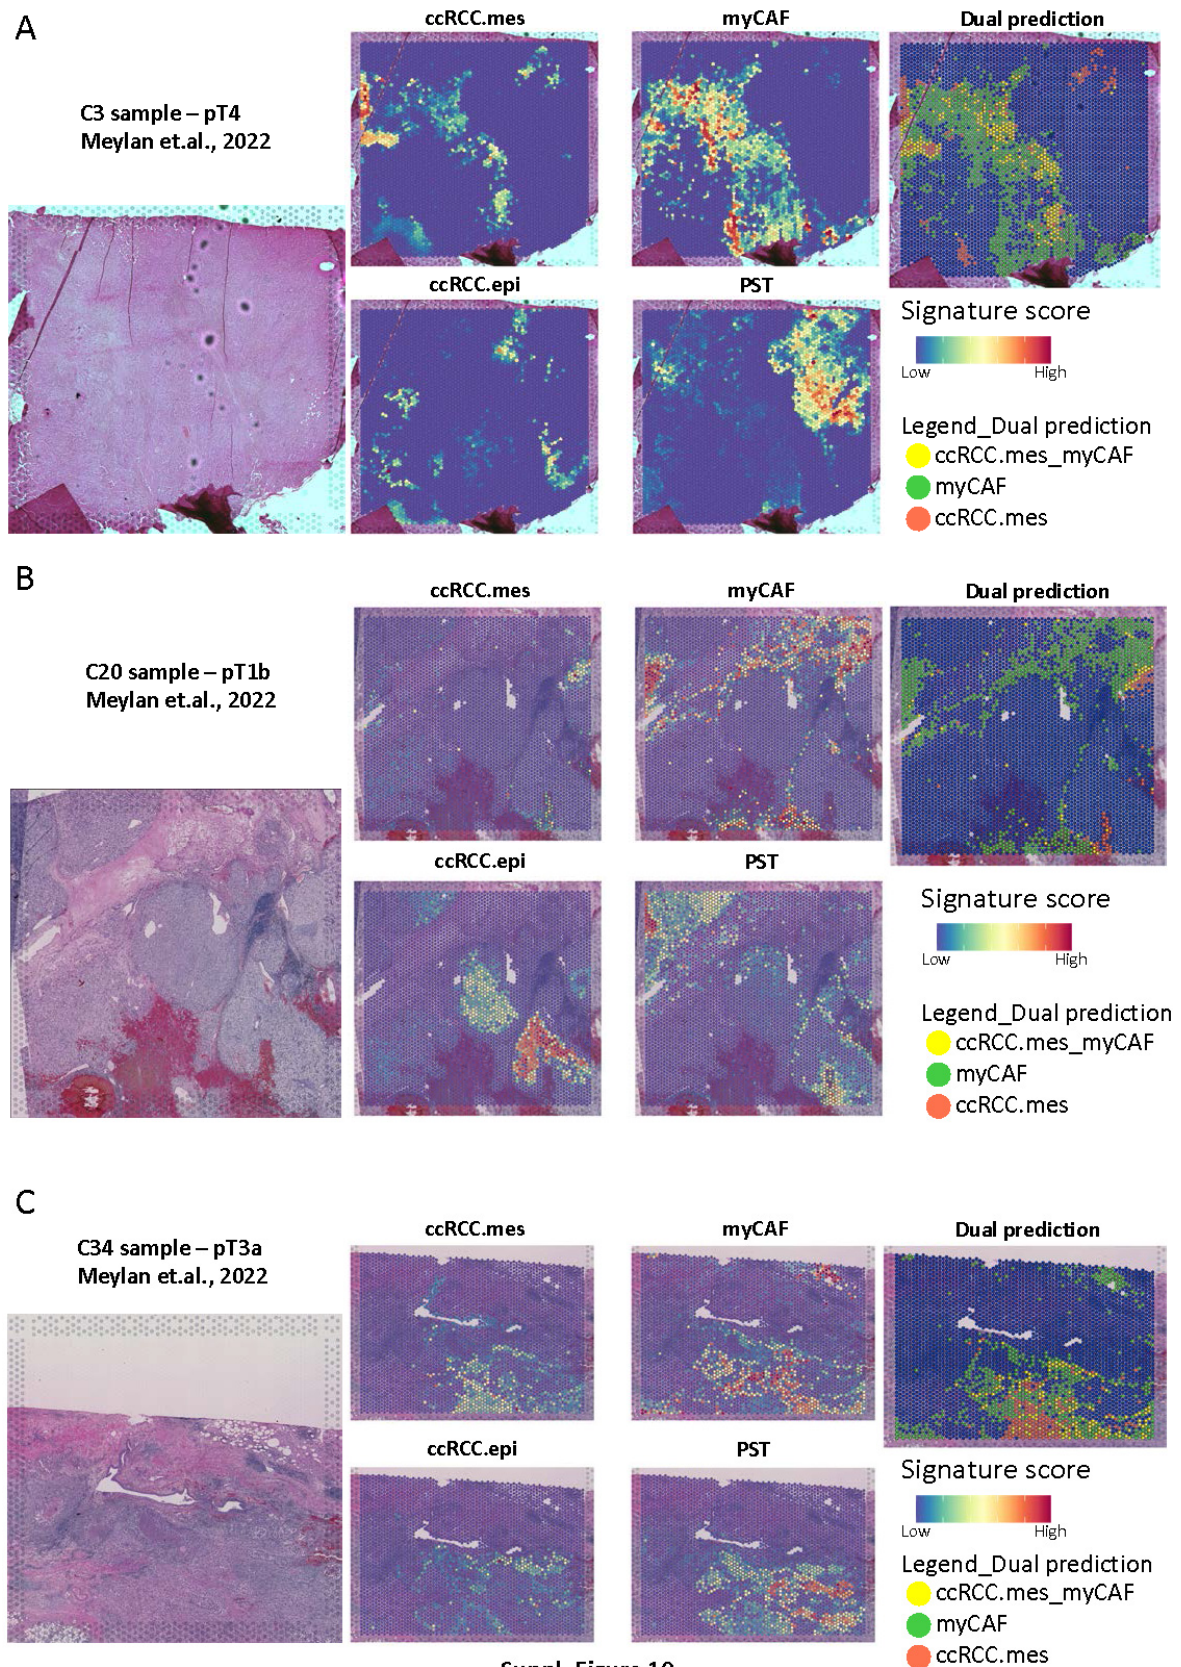 A
ccRCC.mes
myCAF
Dual prediction
C3 sample – pT4
Meylan et.al., 2022
ccRCC.epi
PST
Signature score
Low
High
Legend_Dual prediction
ccRCC.mes_myCAF
myCAF
ccRCC.mes
B
ccRCC.mes
myCAF
Dual prediction
C20 sample – pT1b
Meylan et.al., 2022
ccRCC.epi
PST
Signature score
Low
High
Legend_Dual prediction
ccRCC.mes_myCAF
myCAF
ccRCC.mes
C
ccRCC.mes
myCAF
Dual prediction
C34 sample – pT3a
Meylan et.al., 2022
ccRCC.epi
PST
Signature score
Low
High
Legend_Dual prediction
ccRCC.mes_myCAF
myCAF
ccRCC.mes
Suppl. Figure 10